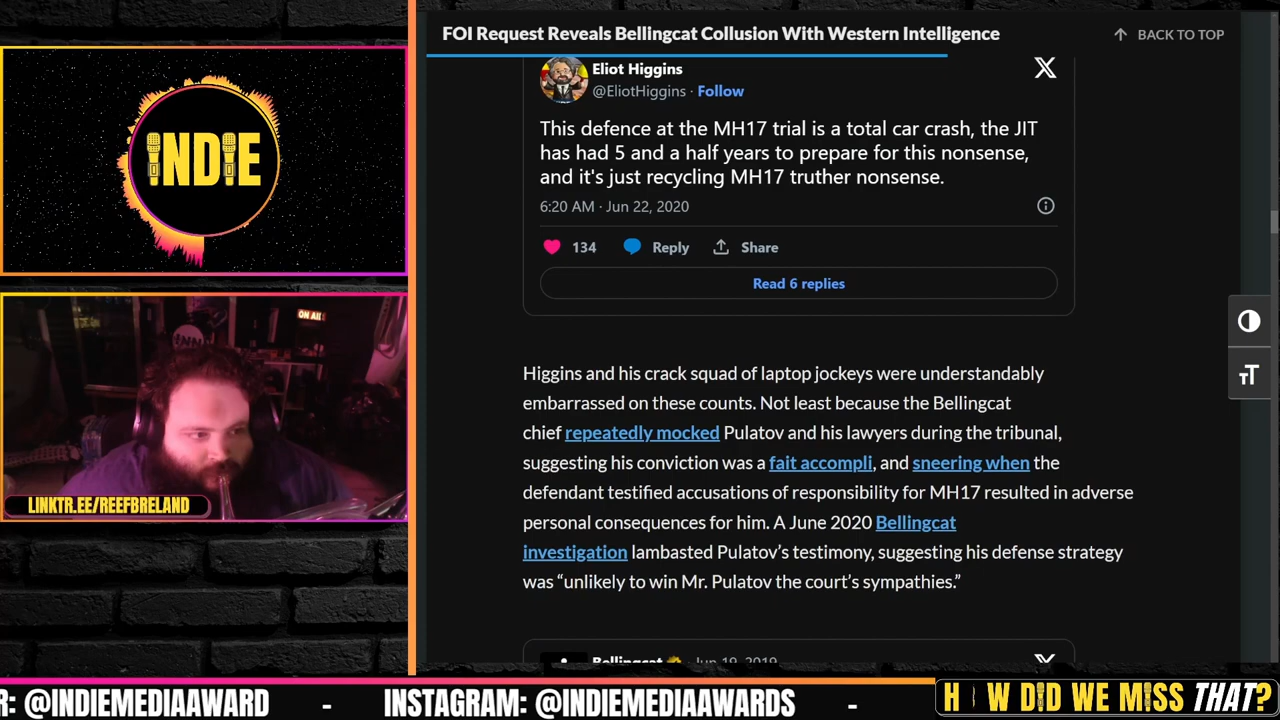 INDIE
ON AIR
LINKTR.EE/REEFBRELAND
FOI Request Reveals Bellingcat Collusion With Western Intelligence
BACK TO TOP
Eliot Higgins
@EliotHiggins · Follow
This defence at the MH17 trial is a total car crash, the JIT
has had 5 and a half years to prepare for this nonsense,
and it's just recycling MH17 truther nonsense.
6:20 AM · Jun 22, 2020
134 Reply Share
Read 6 replies
Higgins and his crack squad of laptop jockeys were understandably
embarrassed on these counts. Not least because the Bellingcat
chief repeatedly mocked Pulatov and his lawyers during the tribunal,
suggesting his conviction was a fait accompli, and sneering when the
defendant testified accusations of responsibility for MH17 resulted in adverse
personal consequences for him. A June 2020 Bellingcat
investigation lambasted Pulatov’s testimony, suggesting his defense strategy
was “unlikely to win Mr. Pulatov the court’s sympathies.”
Bellingcat · Jun 19, 2019
R: @INDIEMEDIAAWARD - INSTAGRAM: @INDIEMEDIAAWARDS -
HOW DID WE MISS THAT?